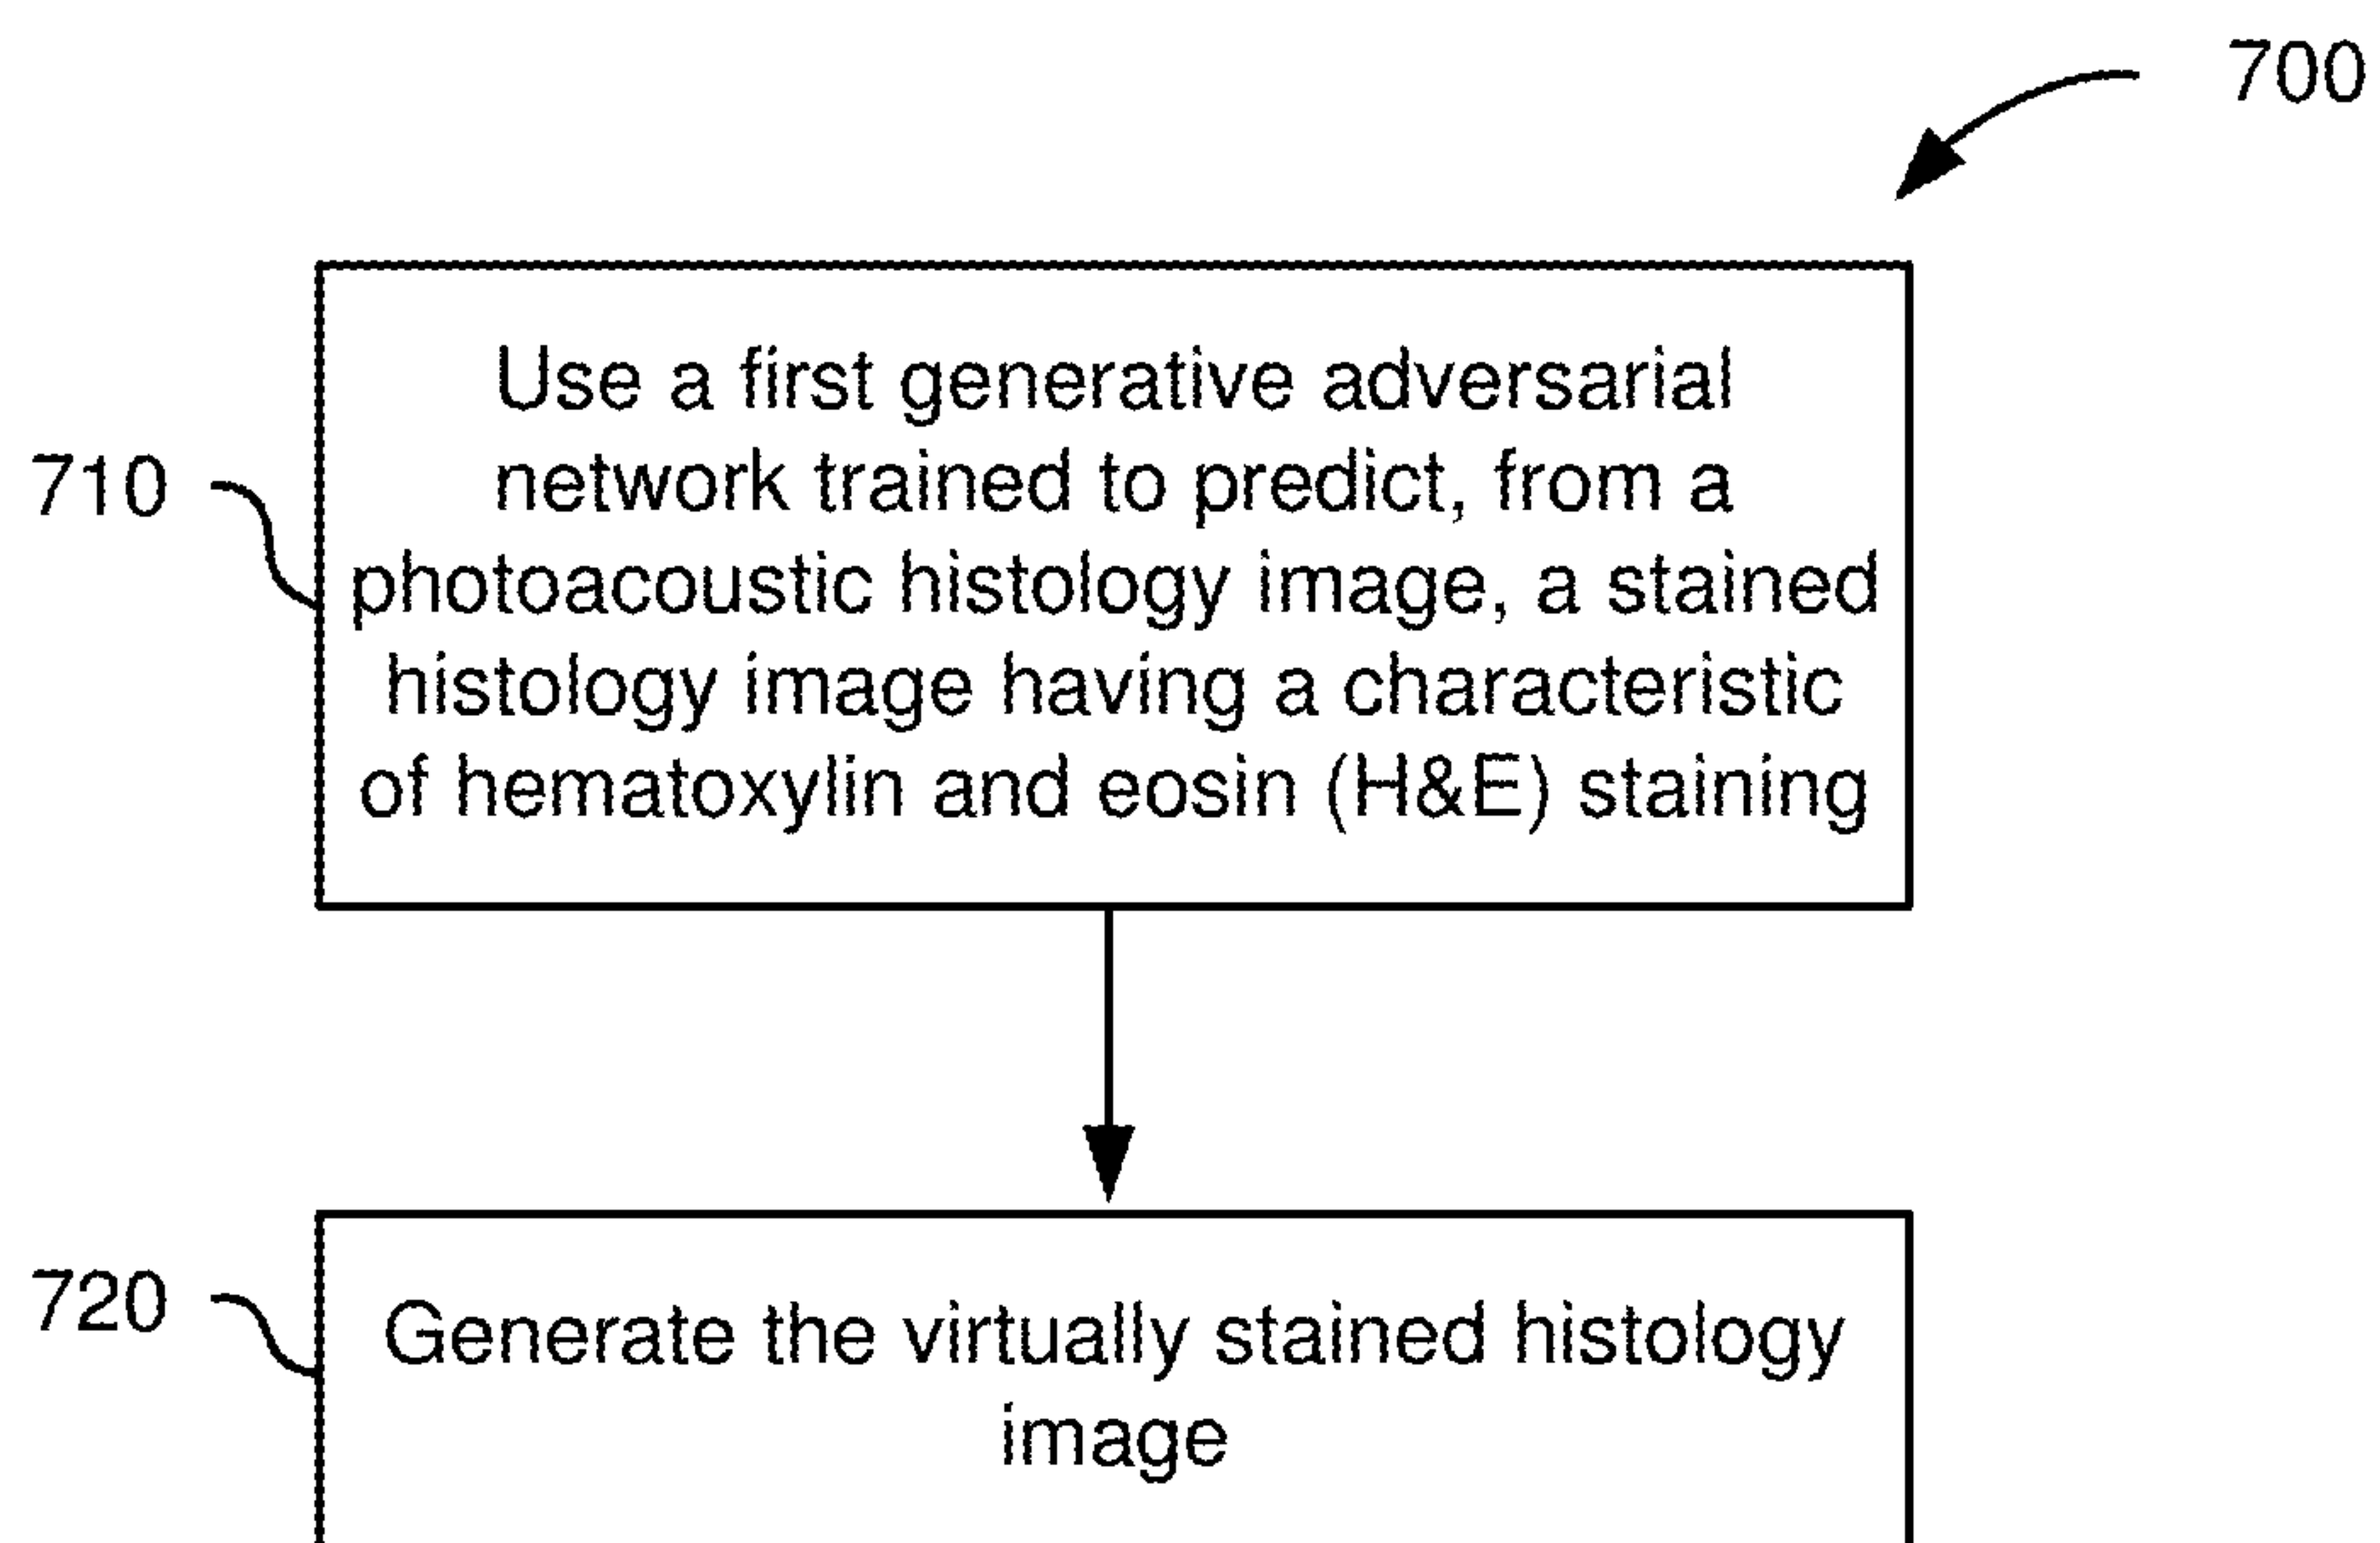 700
710
Use a first generative adversarial
network trained to predict, from a
photoacoustic histology image, a stained
histology image having a characteristic
of hematoxylin and eosin (H&E) staining
720
Generate the virtually stained histology
image